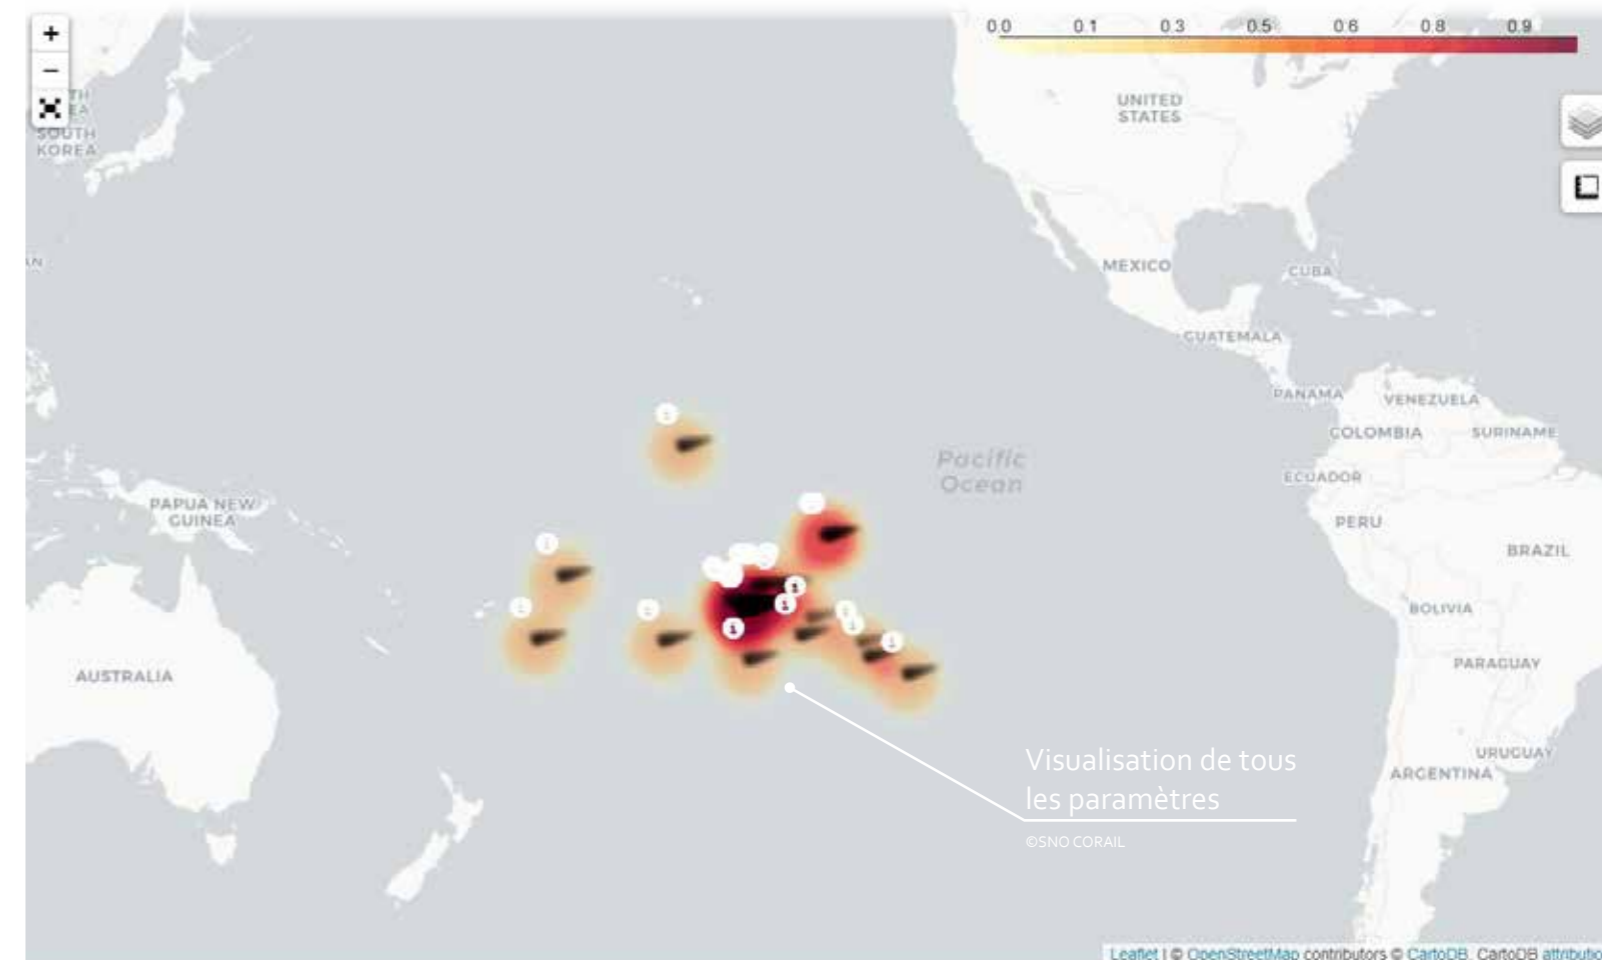 +
−
0.0 0.1 0.3 0.5 0.6 0.8 0.9
SOUTH
KOREA
UNITED
STATES
MEXICO
CUBA
GUATEMALA
PANAMA
VENEZUELA
COLOMBIA
SURINAME
ECUADOR
Pacific
Ocean
PAPUA NEW
GUINEA
PERU
BRAZIL
BOLIVIA
PARAGUAY
AUSTRALIA
URUGUAY
ARGENTINA
Visualisation de tous
les paramètres
©SNO CORAIL
Leaflet | © OpenStreetMap contributors © CartoDB, CartoDB attributio